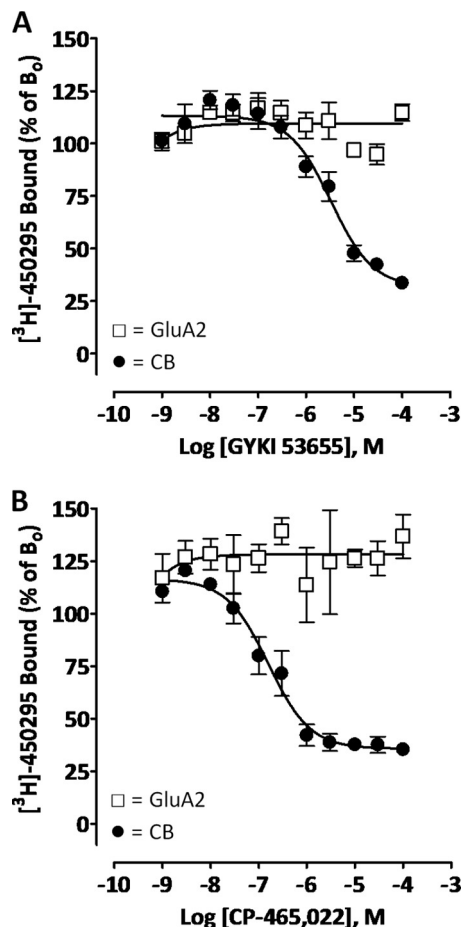 A
[³H]-450295 Bound (% of B₀)
150
125
100
75
50
25
0
□ = GluA2
● = CB
-10 -9 -8 -7 -6 -5 -4 -3
Log [GYKI 53655], M
B
[³H]-450295 Bound (% of B₀)
150
125
100
75
50
25
0
□ = GluA2
● = CB
-10 -9 -8 -7 -6 -5 -4 -3
Log [CP-465,022], M